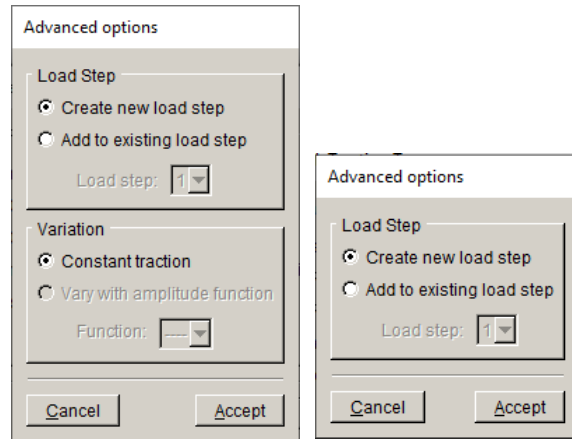 Advanced options
Load Step
Create new load step
Add to existing load step
Load step: 1
Variation
Constant traction
Vary with amplitude function
Function: ----
Cancel Accept
Advanced options
Load Step
Create new load step
Add to existing load step
Load step: 1
Cancel Accept